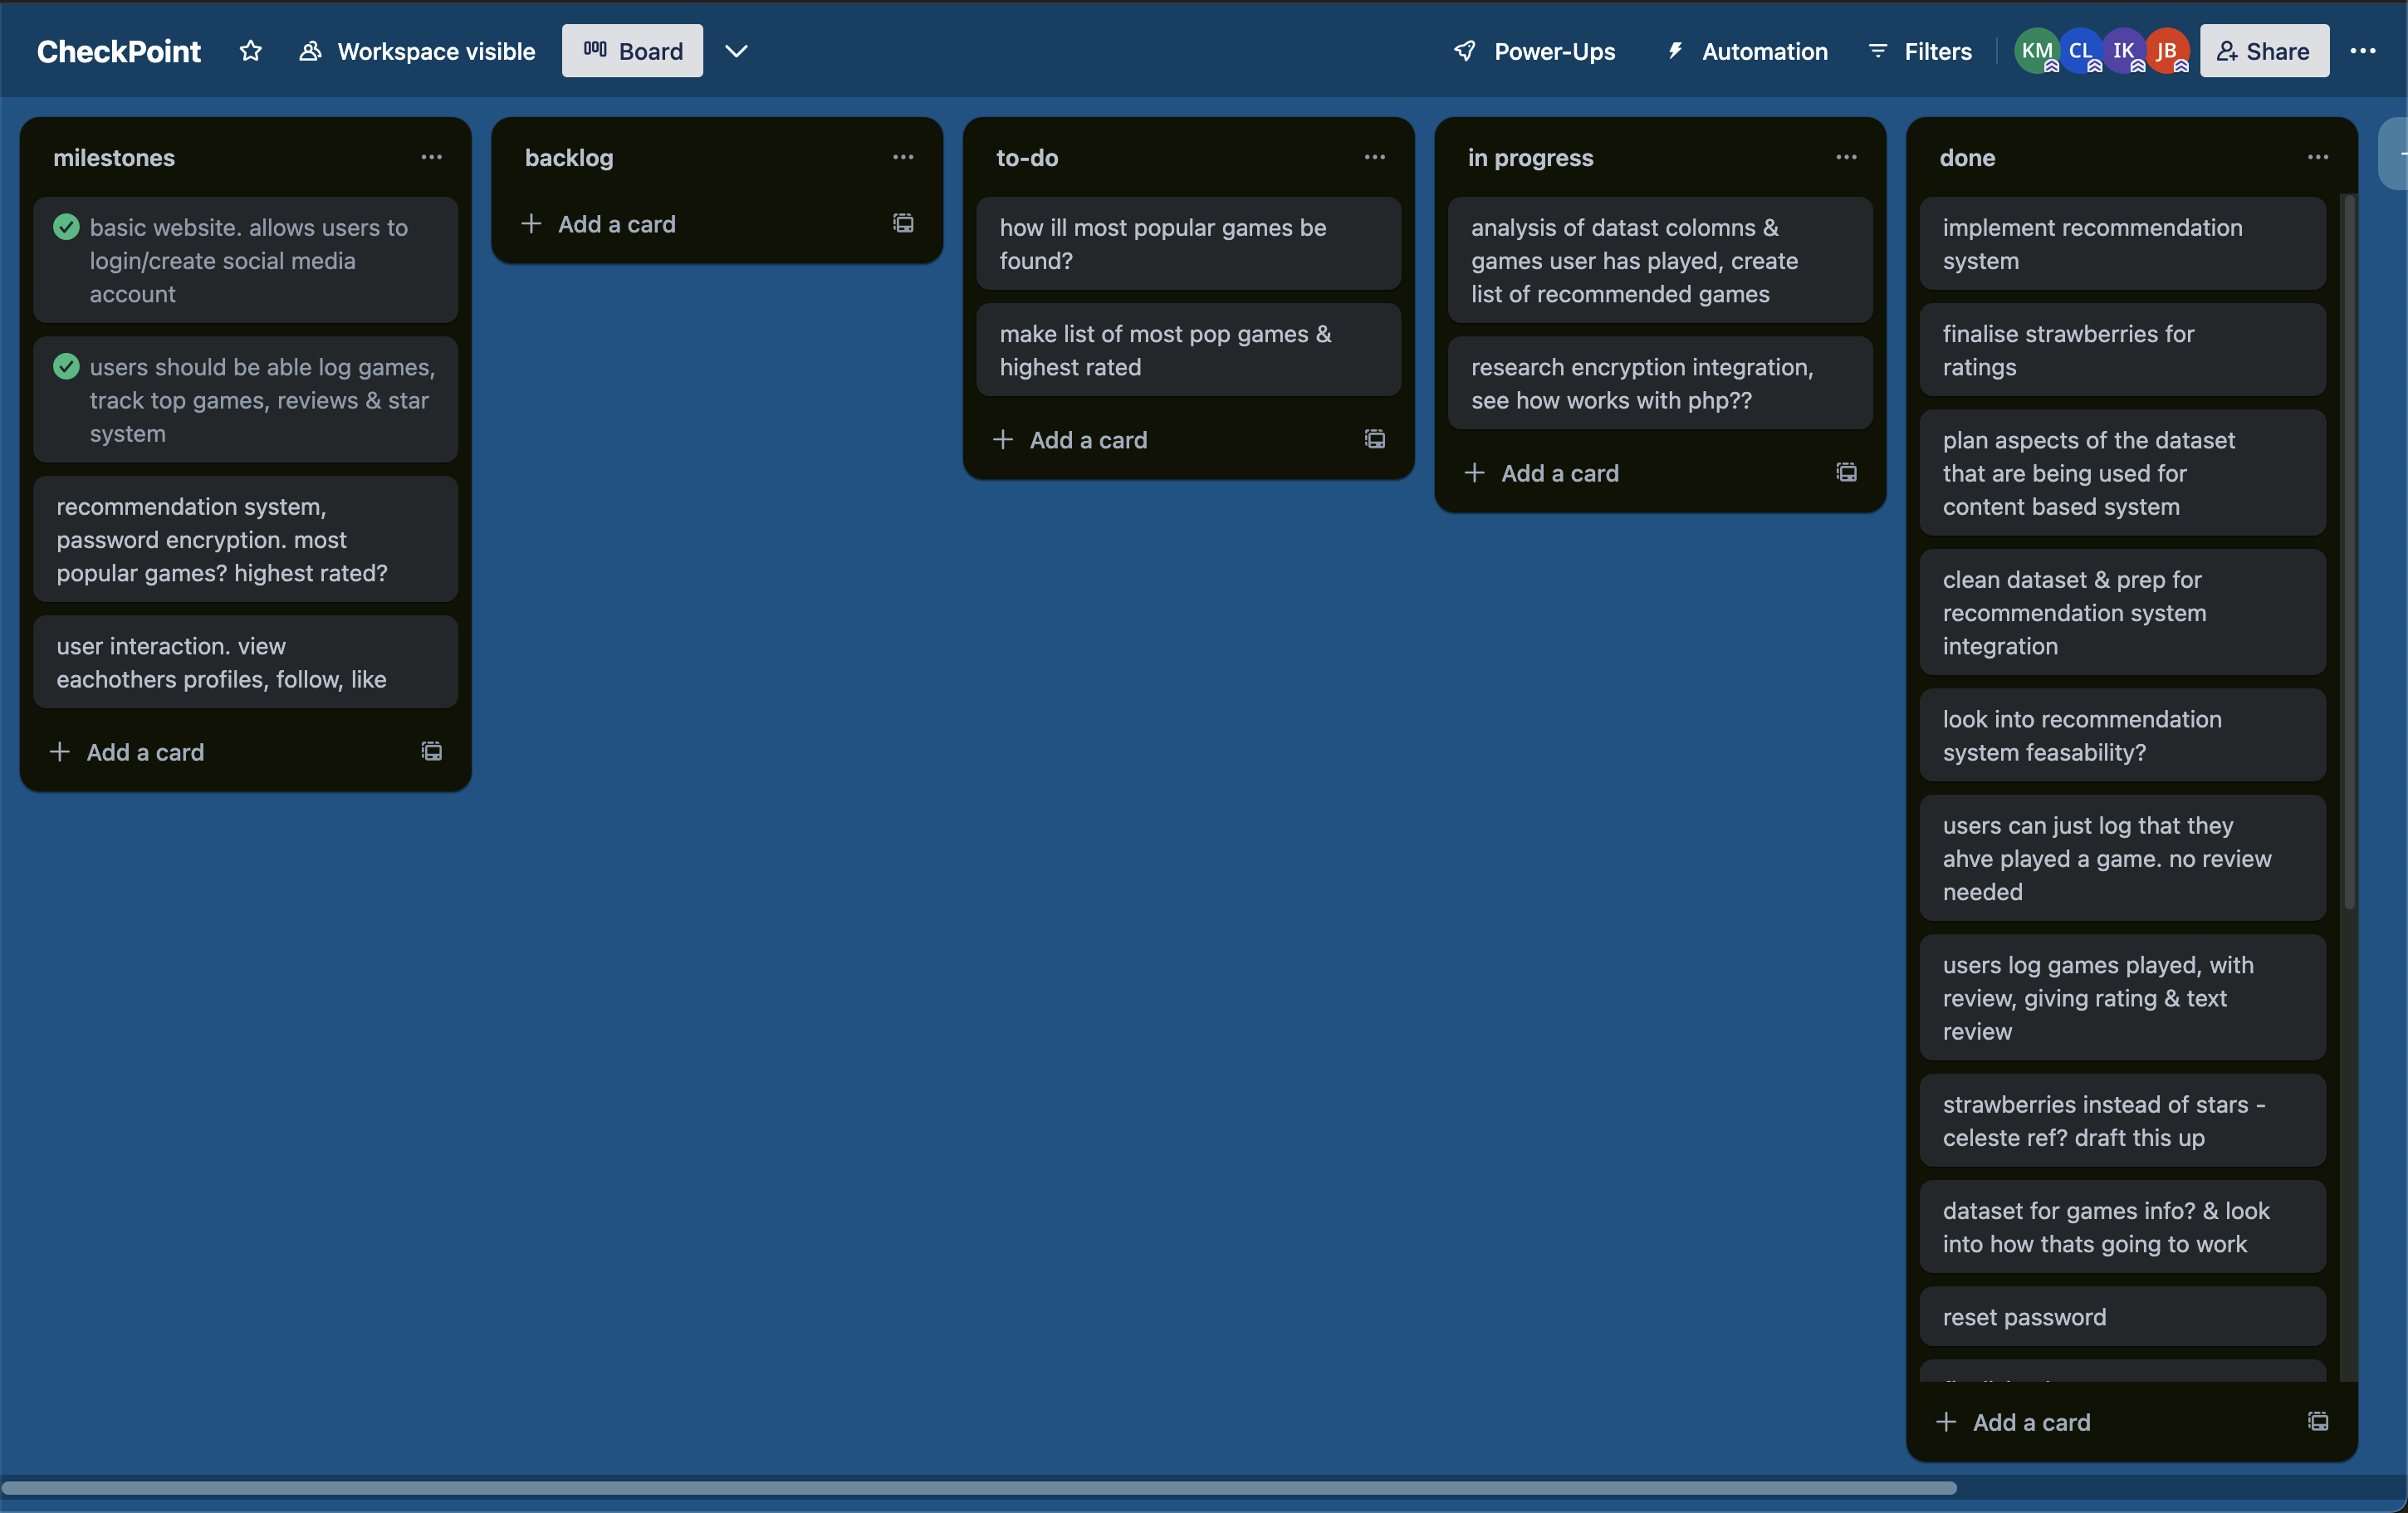 CheckPoint
Workspace visible
Board
Power-Ups
Automation
Filters
KM
CL
IK
JB
Share
milestones
basic website. allows users to
login/create social media
account
users should be able log games,
track top games, reviews & star
system
recommendation system,
password encryption. most
popular games? highest rated?
user interaction. view
eachothers profiles, follow, like
Add a card
backlog
Add a card
to-do
how ill most popular games be
found?
make list of most pop games &
highest rated
Add a card
in progress
analysis of datast colomns &
games user has played, create
list of recommended games
research encryption integration,
see how works with php??
Add a card
done
implement recommendation
system
finalise strawberries for
ratings
plan aspects of the dataset
that are being used for
content based system
clean dataset & prep for
recommendation system
integration
look into recommendation
system feasability?
users can just log that they
ahve played a game. no review
needed
users log games played, with
review, giving rating & text
review
strawberries instead of stars -
celeste ref? draft this up
dataset for games info? & look
into how thats going to work
reset password
Add a card